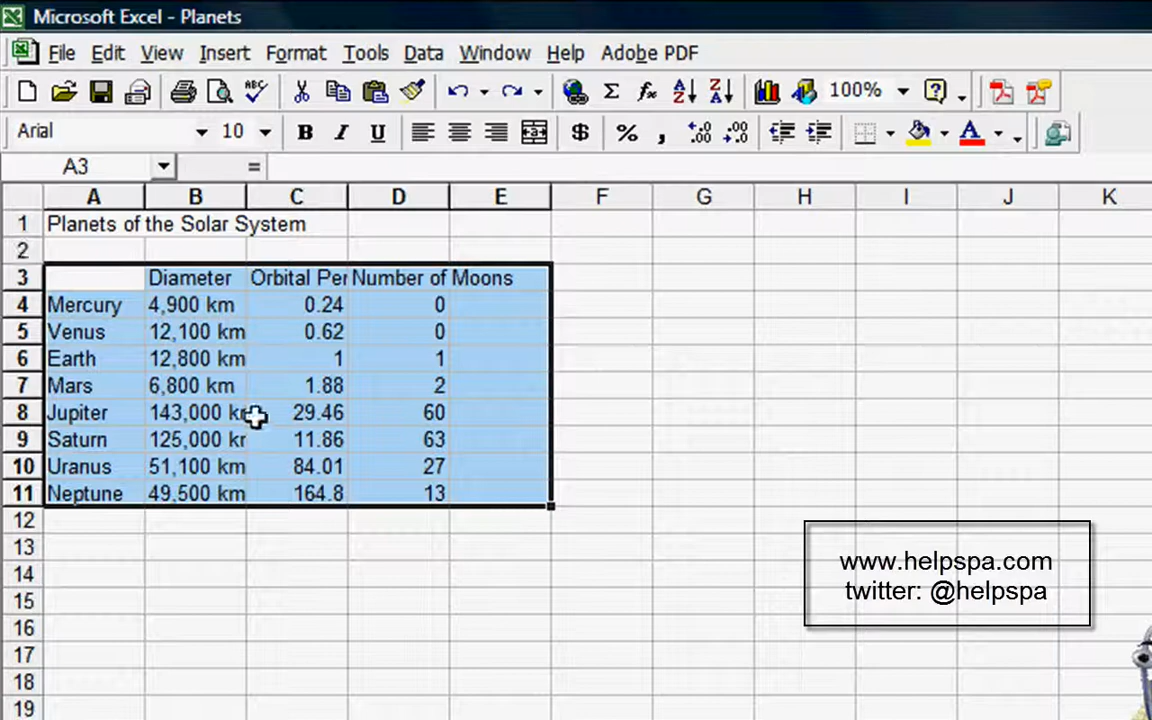 Microsoft Excel - Planets
File Edit View Insert Format Tools Data Window Help Adobe PDF
100%
Arial 10 B I U $ % ,
A3 =
A B C D E F G H I J K
1 Planets of the Solar System
2
3 Diameter Orbital Per Number of Moons
4 Mercury 4,900 km 0.24 0
5 Venus 12,100 km 0.62 0
6 Earth 12,800 km 1 1
7 Mars 6,800 km 1.88 2
8 Jupiter 143,000 k 29.46 60
9 Saturn 125,000 kr 11.86 63
10 Uranus 51,100 km 84.01 27
11 Neptune 49,500 km 164.8 13
12
13
14
15
16
17
18
19
www.helpspa.com
twitter: @helpspa